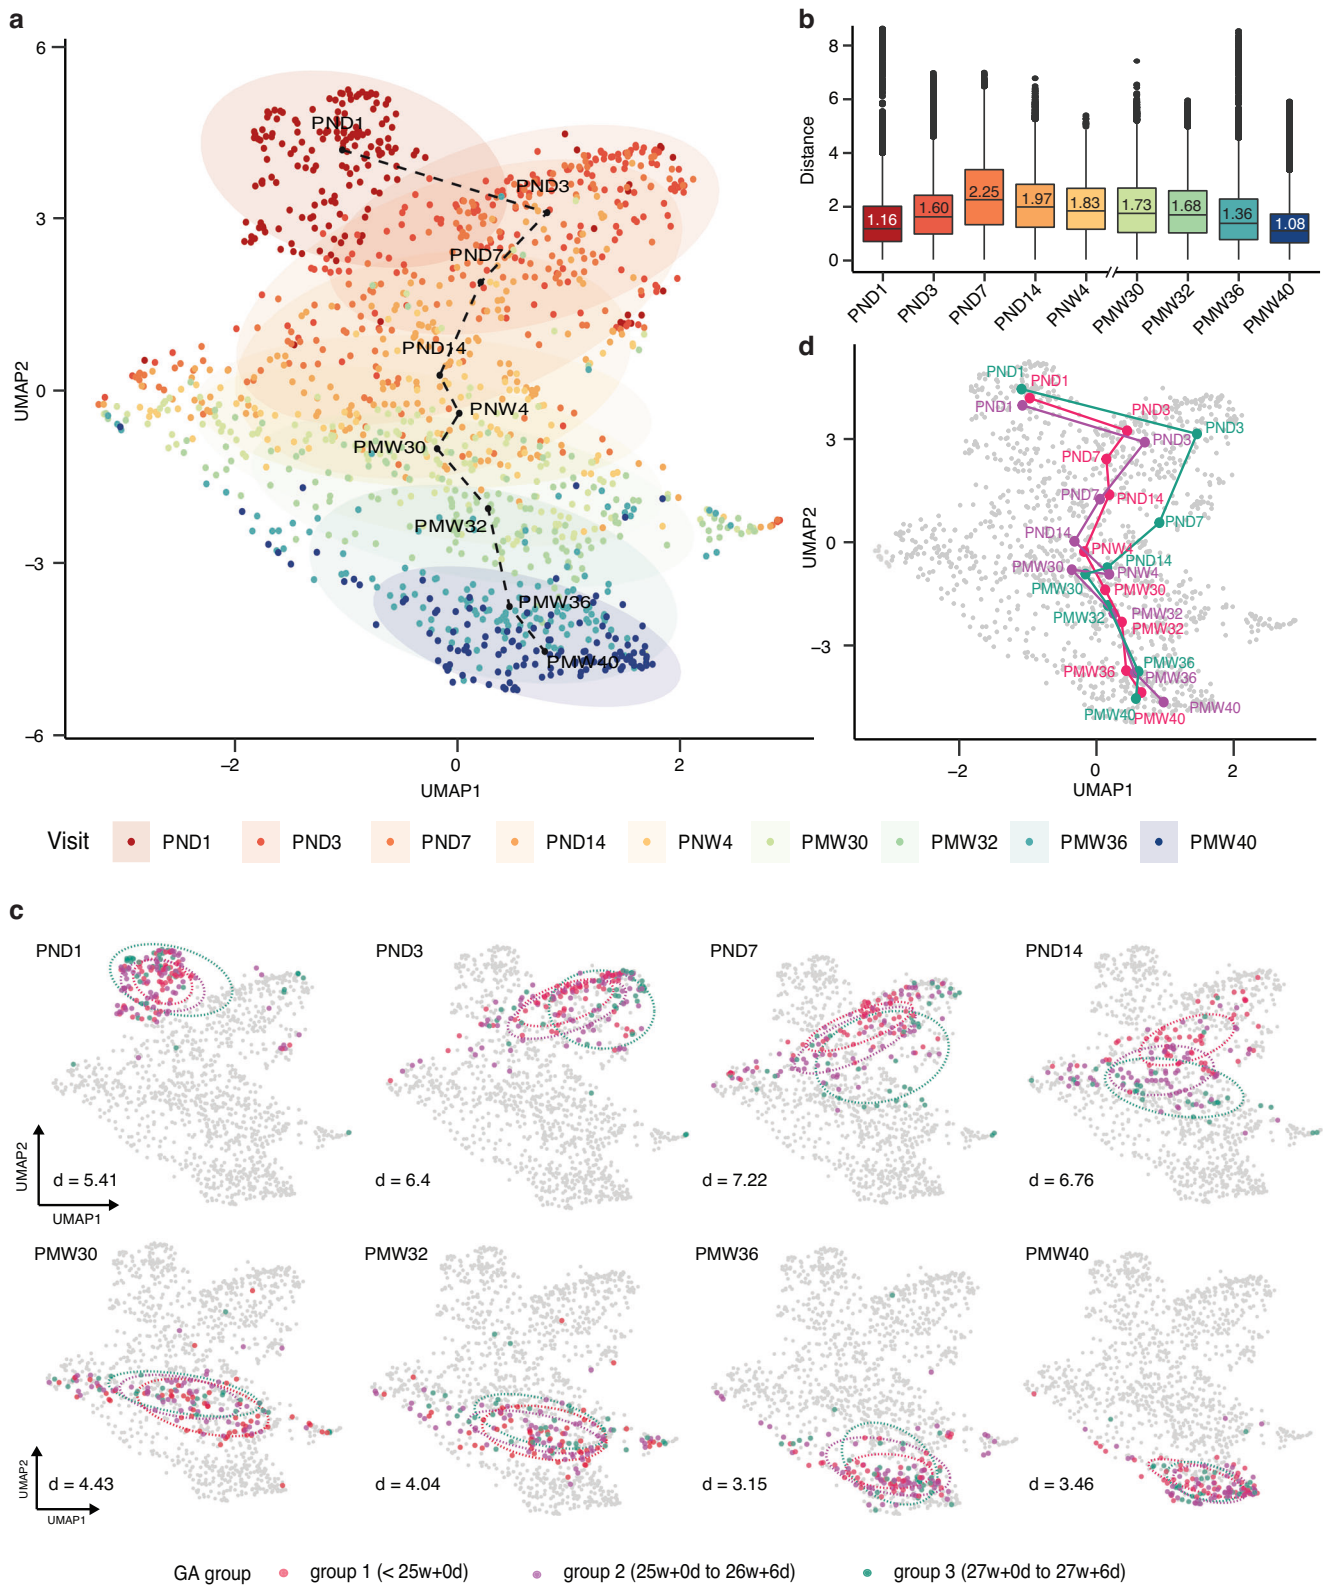 a
6
3
0
−3
−6
UMAP2
−2
0
2
UMAP1
PND1
PND3
PND7
PND14
PNW4
PMW30
PMW32
PMW36
PMW40
b
8
6
4
2
0
Distance
1.16
1.60
2.25
1.97
1.83
1.73
1.68
1.36
1.08
PND1
PND3
PND7
PND14
PNW4
PMW30
PMW32
PMW36
PMW40
d
3
0
−3
UMAP2
−2
0
2
UMAP1
PND1
PND1
PND1
PND3
PND3
PND3
PND7
PND7
PND14
PND7
PND14
PNW4
PND14
PMW30
PNW4
PMW30
PMW30
PMW32
PMW32
PMW32
PMW36
PMW36
PMW36
PMW40
PMW40
PMW40
Visit
PND1
PND3
PND7
PND14
PNW4
PMW30
PMW32
PMW36
PMW40
c
PND1
d = 5.41
UMAP2
UMAP1
PND3
d = 6.4
PND7
d = 7.22
PND14
d = 6.76
PMW30
d = 4.43
UMAP2
UMAP1
PMW32
d = 4.04
PMW36
d = 3.15
PMW40
d = 3.46
GA group
group 1 (< 25w+0d)
group 2 (25w+0d to 26w+6d)
group 3 (27w+0d to 27w+6d)